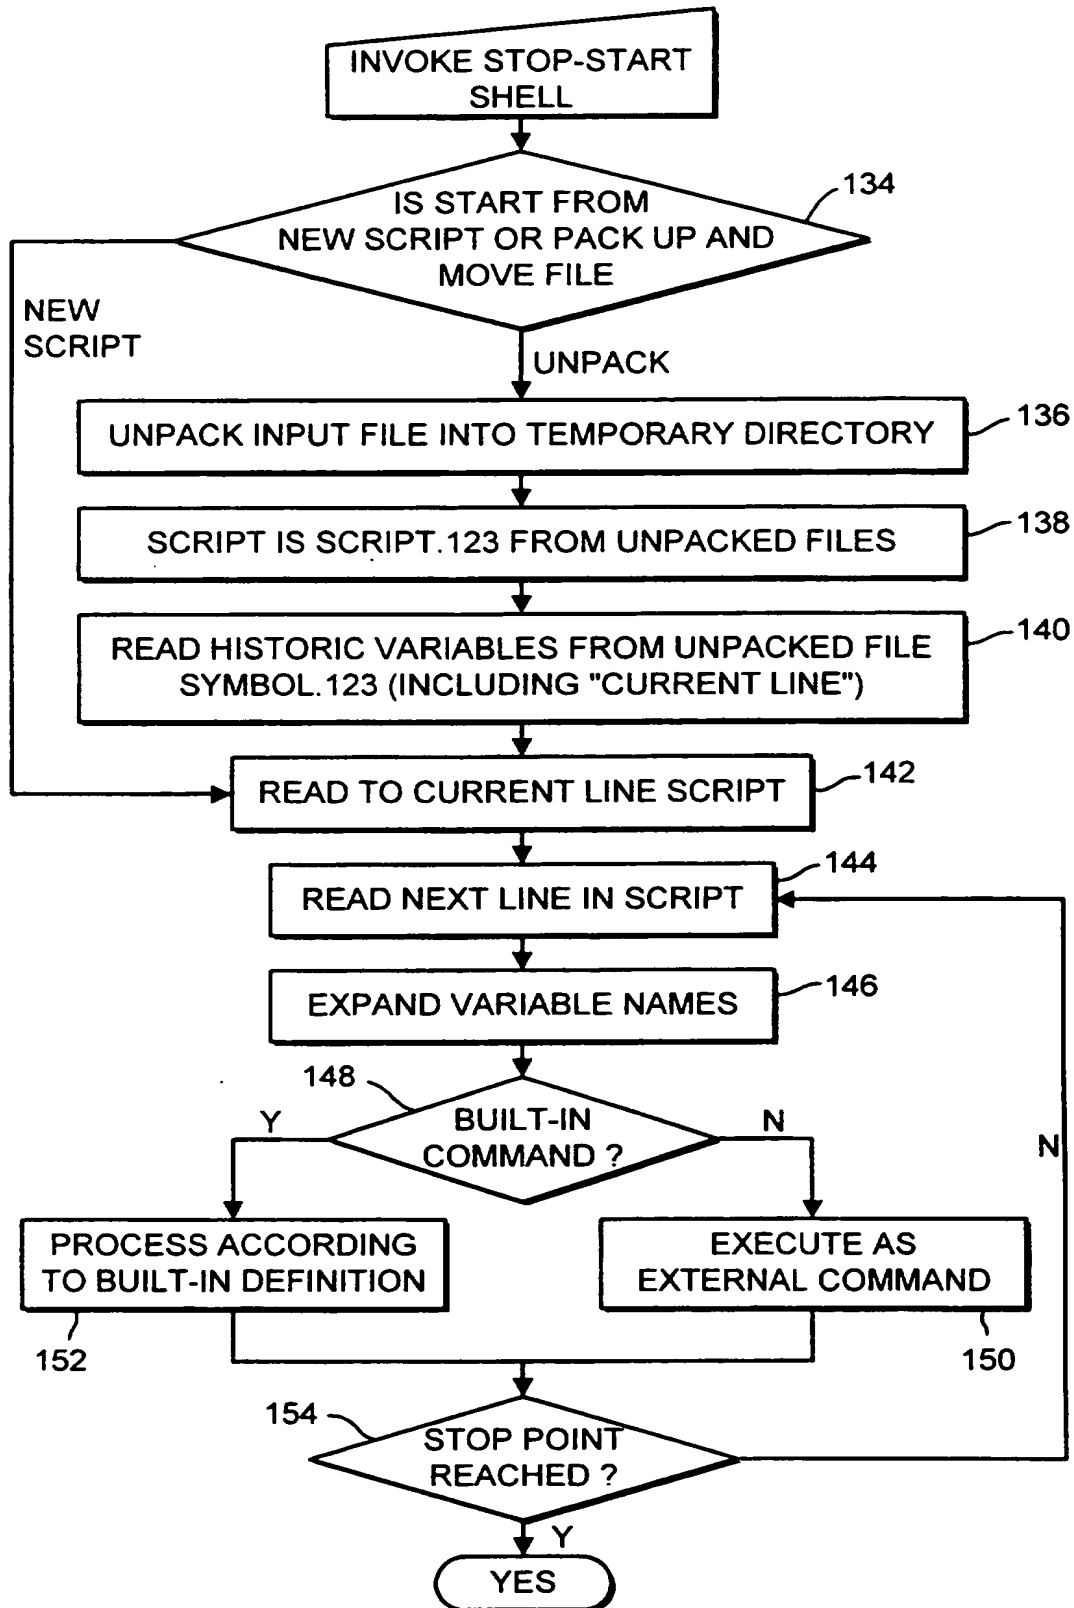 INVOKE STOP-START
SHELL
IS START FROM
NEW SCRIPT OR PACK UP AND
MOVE FILE
134
NEW
SCRIPT
UNPACK
UNPACK INPUT FILE INTO TEMPORARY DIRECTORY
136
SCRIPT IS SCRIPT.123 FROM UNPACKED FILES
138
READ HISTORIC VARIABLES FROM UNPACKED FILE
SYMBOL.123 (INCLUDING "CURRENT LINE")
140
READ TO CURRENT LINE SCRIPT
142
READ NEXT LINE IN SCRIPT
144
EXPAND VARIABLE NAMES
146
148
BUILT-IN
COMMAND ?
Y
N
N
PROCESS ACCORDING
TO BUILT-IN DEFINITION
152
EXECUTE AS
EXTERNAL COMMAND
150
154
STOP POINT
REACHED ?
Y
YES